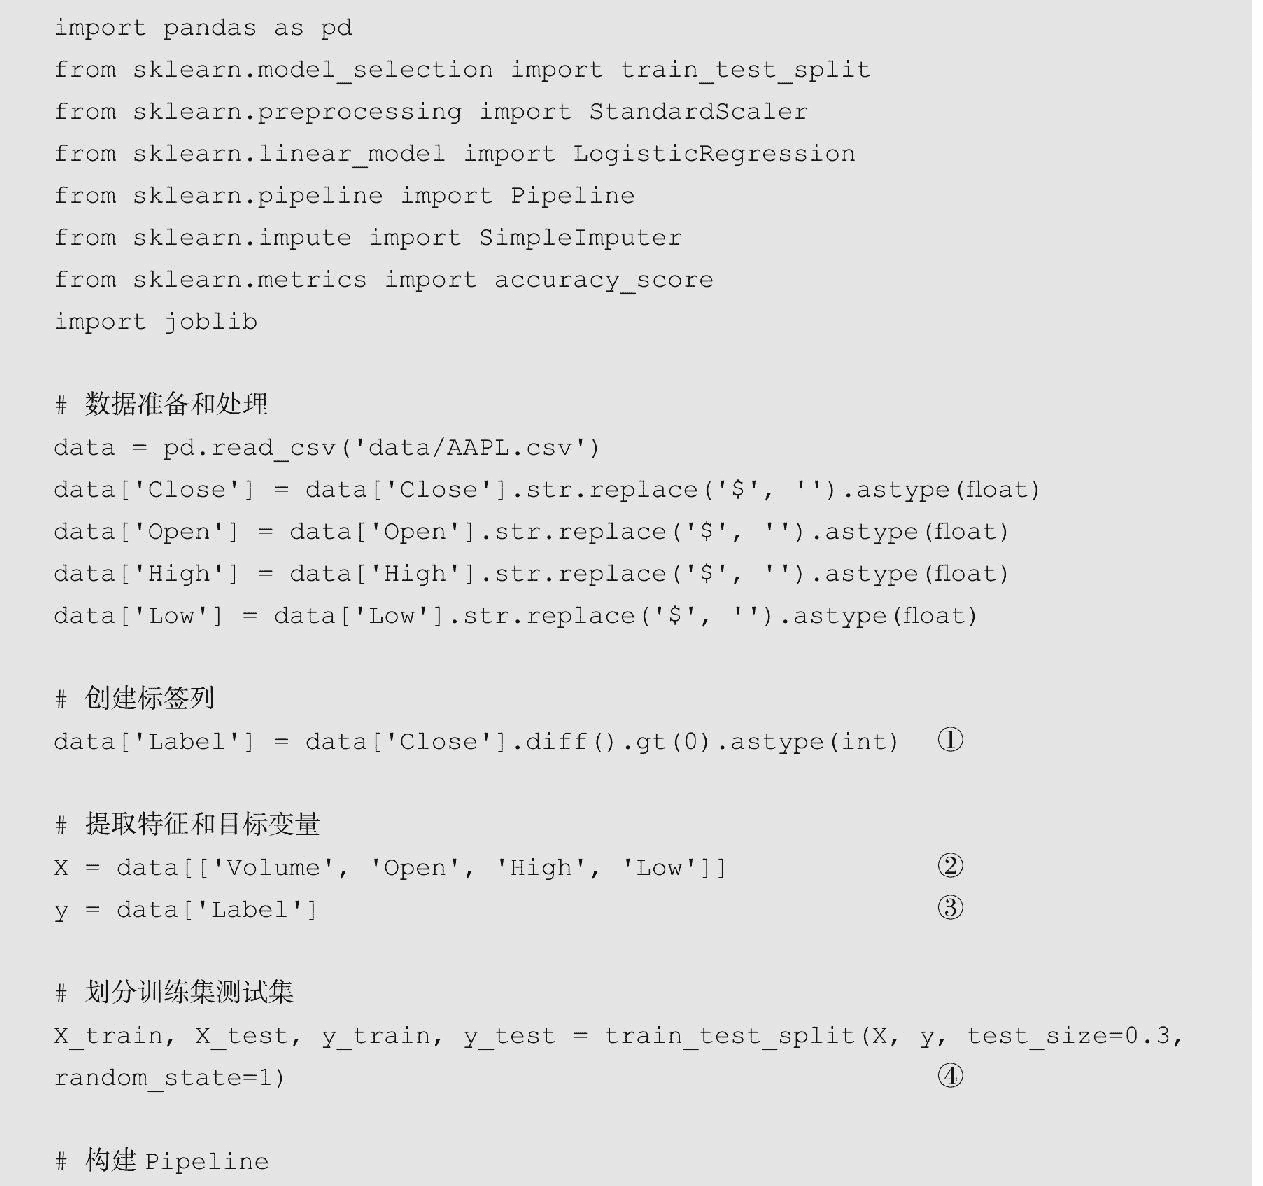 import pandas as pd
from sklearn.model_selection import train_test_split
from sklearn.preprocessing import StandardScaler
from sklearn.linear_model import LogisticRegression
from sklearn.pipeline import Pipeline
from sklearn.impute import SimpleImputer
from sklearn.metrics import accuracy_score
import joblib
# 数据准备和处理
data = pd.read_csv('data/AAPL.csv')
data['Close'] = data['Close'].str.replace('$', '').astype(float)
data['Open'] = data['Open'].str.replace('$', '').astype(float)
data['High'] = data['High'].str.replace('$', '').astype(float)
data['Low'] = data['Low'].str.replace('$', '').astype(float)
# 创建标签列
data['Label'] = data['Close'].diff().gt(0).astype(int) ①
# 提取特征和目标变量
X = data[['Volume', 'Open', 'High', 'Low']] ②
y = data['Label'] ③
# 划分训练集测试集
X_train, X_test, y_train, y_test = train_test_split(X, y, test_size=0.3,
random_state=1) ④
# 构建 Pipeline